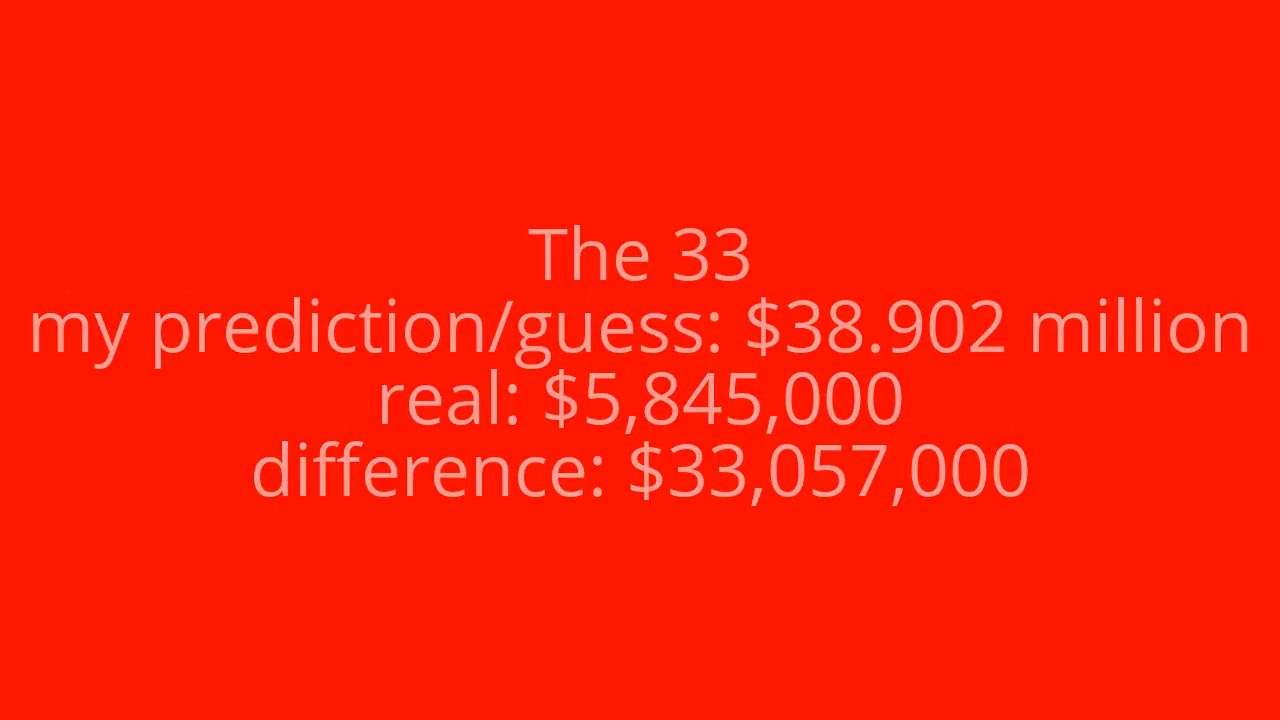 The 33
my prediction/guess: $38.902 million
real: $5,845,000
difference: $33,057,000